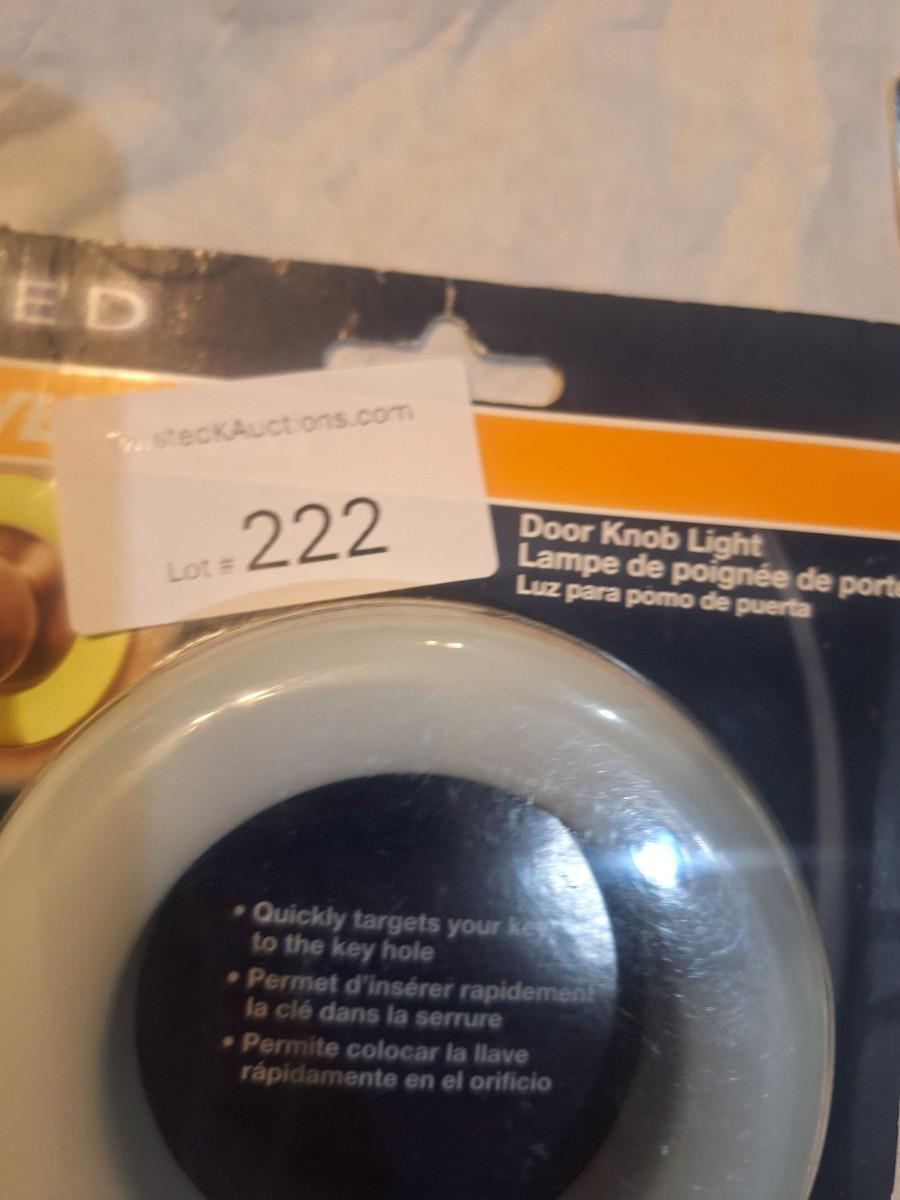 ED
stecKAuctions.com
Lot # 222
Door Knob Light
Lampe de poignée de porte
Luz para pomo de puerta
• Quickly targets your key
to the key hole
• Permet d'insérer rapidement
la clé dans la serrure
• Permite colocar la llave
rápidamente en el orificio